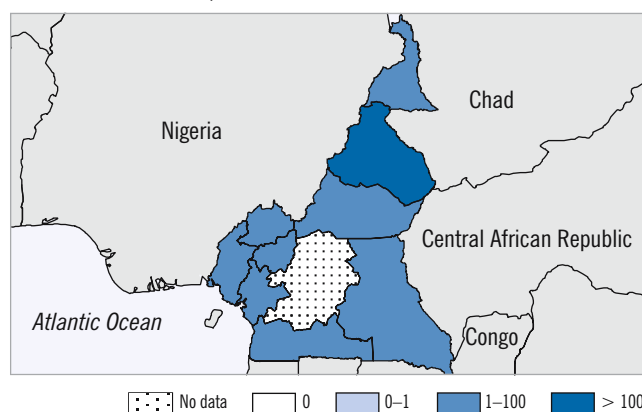 Nigeria
Chad
Central African Republic
Atlantic Ocean
Congo
No data 0 0–1 1–100 > 100